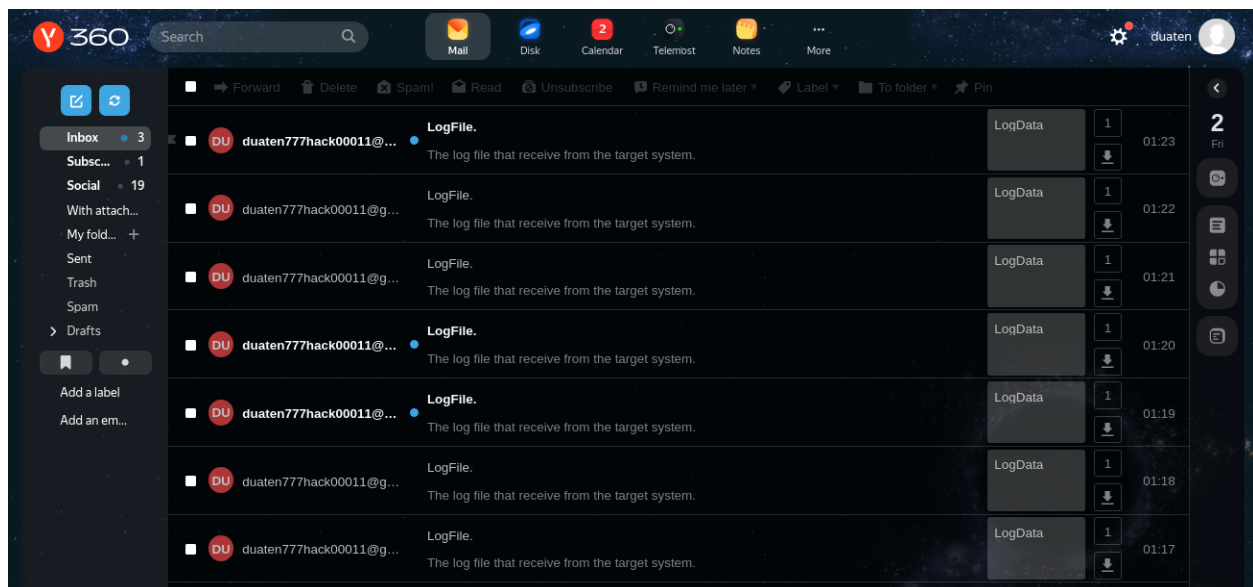 360
Search
2
Mail
Disk
Calendar
Telemost
Notes
More
duaten
Forward
Delete
Spam!
Read
Unsubscribe
Remind me later
Label
To folder
Pin
2
Fri
Inbox 3
Subsc... 1
Social 19
With attach...
My fold... +
Sent
Trash
Spam
Drafts
Add a label
Add an em...
DU duaten777hack00011@... LogFile. LogData 1 01:23
The log file that receive from the target system.
DU duaten777hack00011@g... LogFile. LogData 1 01:22
The log file that receive from the target system.
DU duaten777hack00011@g... LogFile. LogData 1 01:21
The log file that receive from the target system.
DU duaten777hack00011@... LogFile. LogData 1 01:20
The log file that receive from the target system.
DU duaten777hack00011@... LogFile. LogData 1 01:19
The log file that receive from the target system.
DU duaten777hack00011@g... LogFile. LogData 1 01:18
The log file that receive from the target system.
DU duaten777hack00011@g... LogFile. LogData 1 01:17
The log file that receive from the target system.